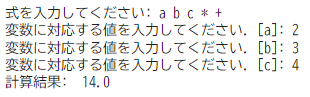 式を入力してください: a b c * +
変数に対応する値を入力してください. [a]: 2
変数に対応する値を入力してください. [b]: 3
変数に対応する値を入力してください. [c]: 4
計算結果: 14.0